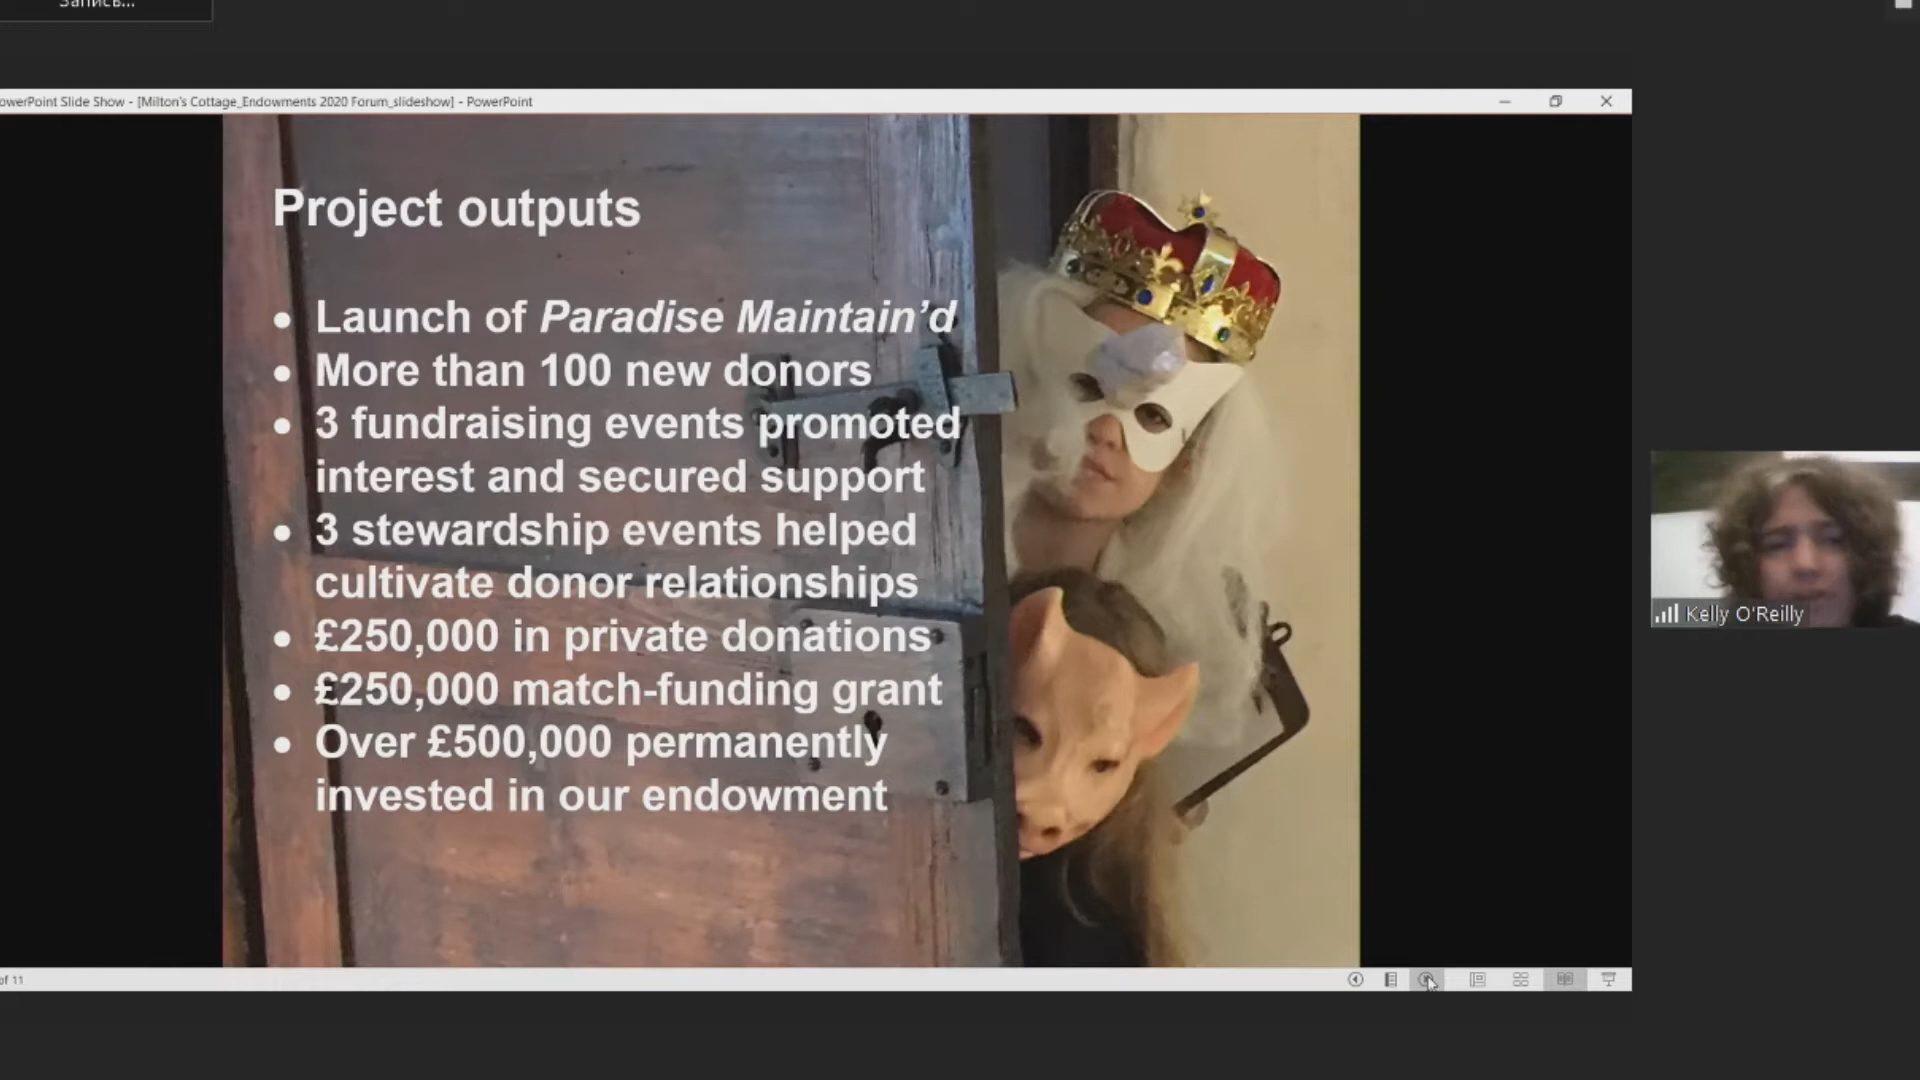 Запись...
owerPoint Slide Show - [Milton's Cottage_Endowments 2020 Forum_slideshow] - PowerPoint
Project outputs
• Launch of Paradise Maintain’d
• More than 100 new donors
• 3 fundraising events promoted
interest and secured support
• 3 stewardship events helped
cultivate donor relationships
• £250,000 in private donations
• £250,000 match-funding grant
• Over £500,000 permanently
invested in our endowment
Kelly O'Reilly
of 11